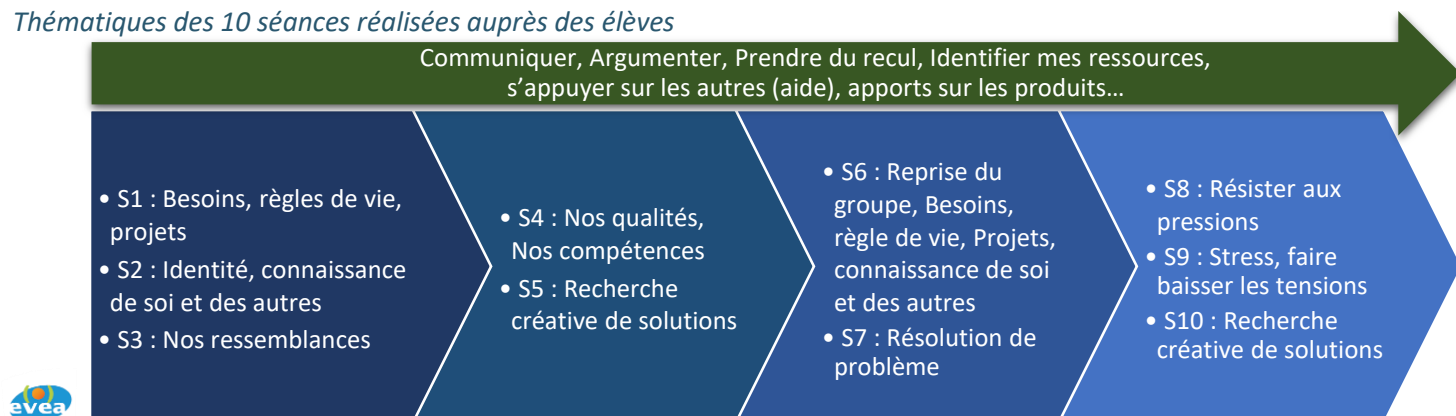 Thématiques des 10 séances réalisées auprès des élèves
Communiquer, Argumenter, Prendre du recul, Identifier mes ressources,
s’appuyer sur les autres (aide), apports sur les produits…
• S1 : Besoins, règles de vie,
projets
• S2 : Identité, connaissance
de soi et des autres
• S3 : Nos ressemblances
• S4 : Nos qualités,
Nos compétences
• S5 : Recherche
créative de solutions
• S6 : Reprise du
groupe, Besoins,
règle de vie, Projets,
connaissance de soi
et des autres
• S7 : Résolution de
problème
• S8 : Résister aux
pressions
• S9 : Stress, faire
baisser les tensions
• S10 : Recherche
créative de solutions
evea